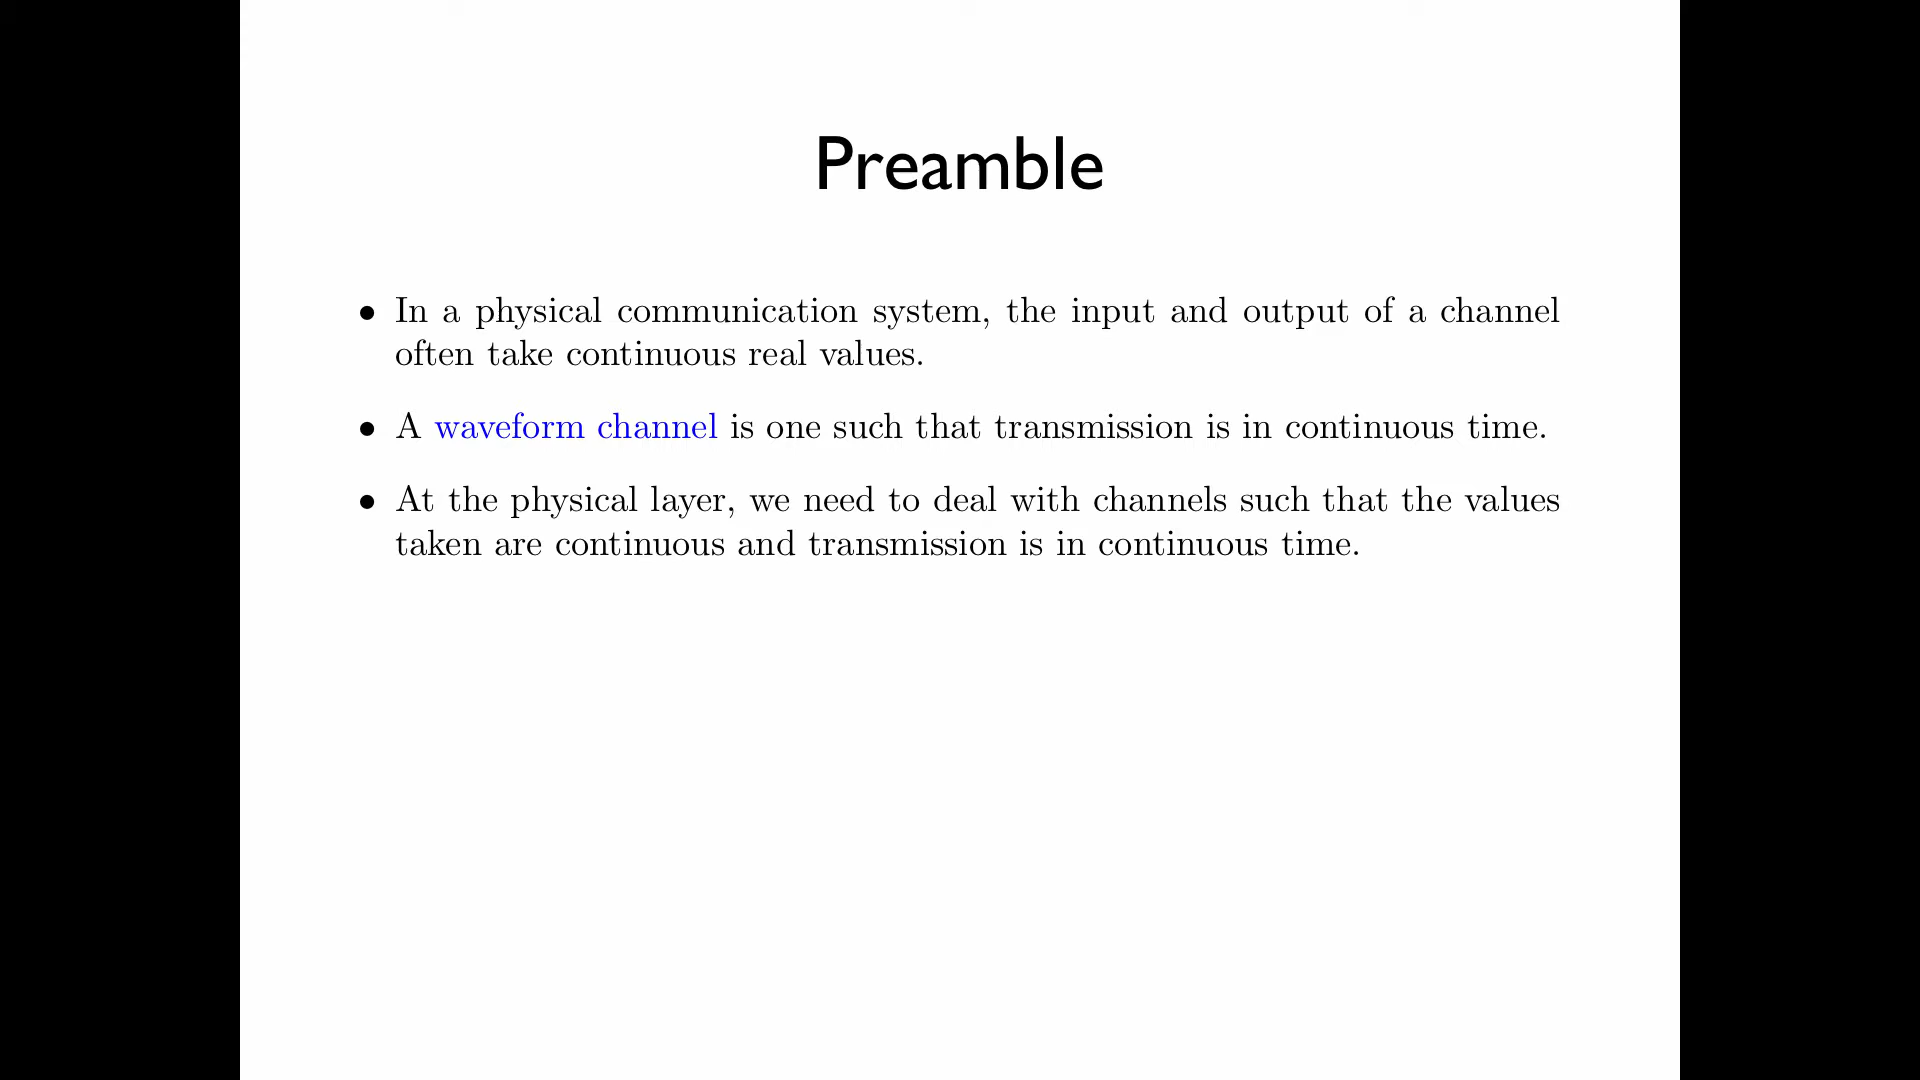 Preamble
• In a physical communication system, the input and output of a channel
often take continuous real values.
• A waveform channel is one such that transmission is in continuous time.
• At the physical layer, we need to deal with channels such that the values
taken are continuous and transmission is in continuous time.